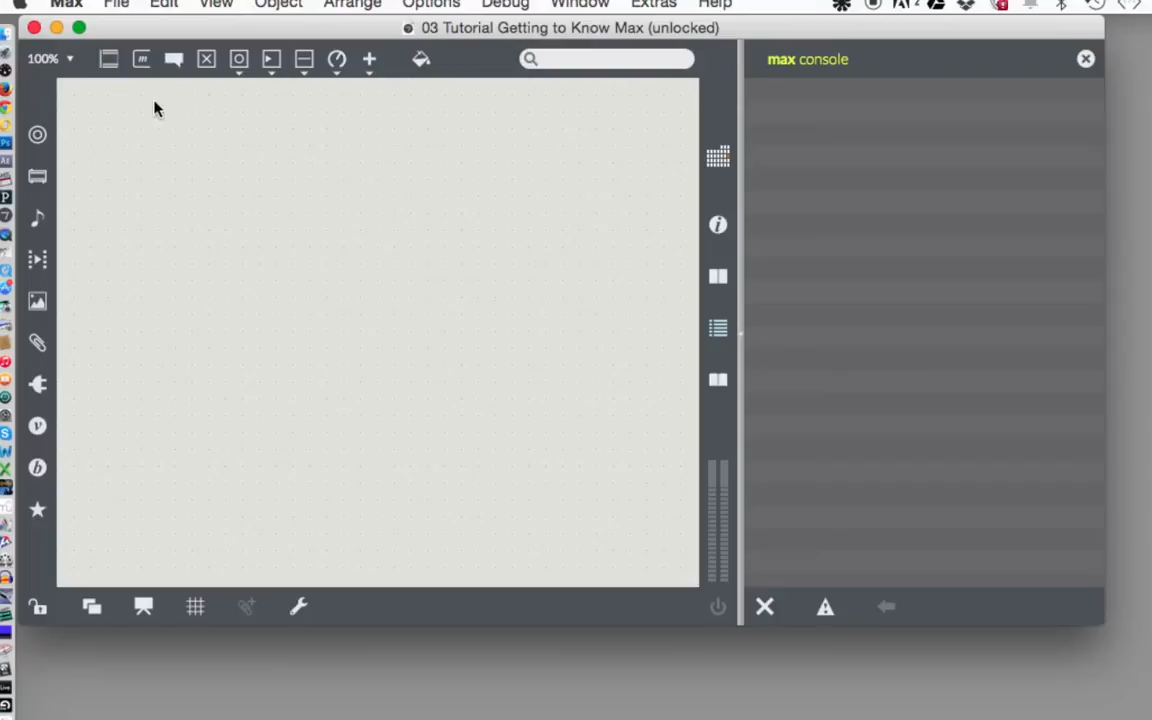 Max File Edit View Object Arrange Options Debug Window Extras Help
03 Tutorial Getting to Know Max (unlocked)
100%
m
max console
i
v
b